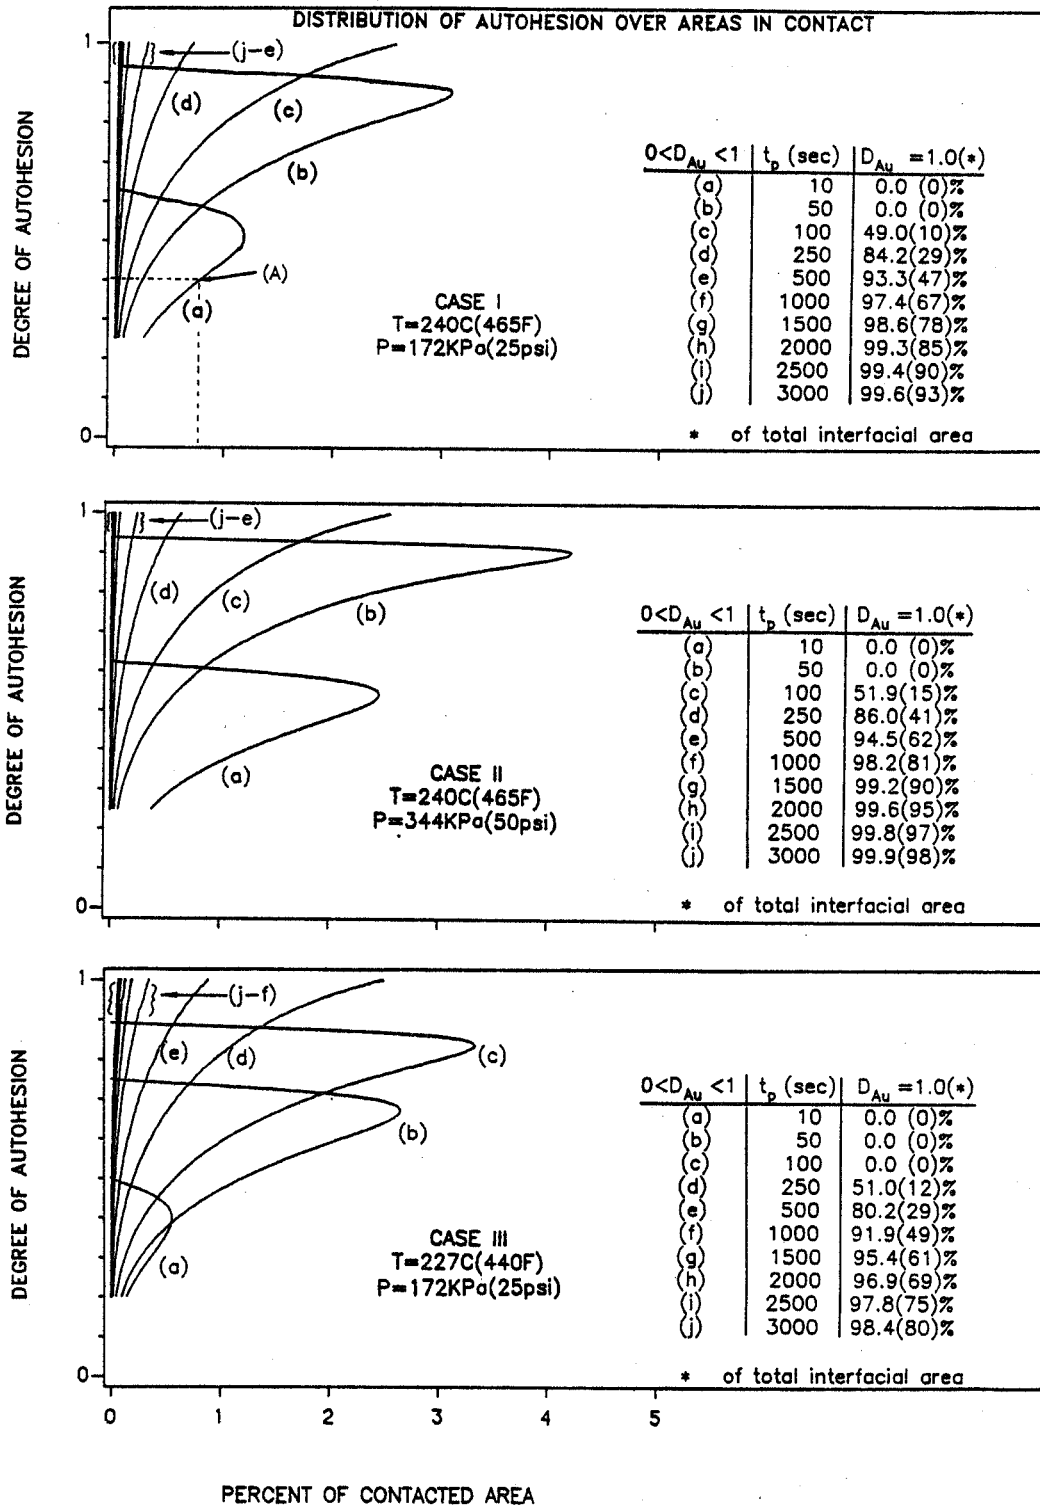 DISTRIBUTION OF AUTOHESION OVER AREAS IN CONTACT
DEGREE OF AUTOHESION
1
0
(j-e)
(d)
(c)
(b)
(A)
(a)
CASE I
T=240C(465F)
P=172KPa(25psi)
0<D_Au <1 t_p (sec) D_Au =1.0(*)
(a) 10 0.0 (0)%
(b) 50 0.0 (0)%
(c) 100 49.0(10)%
(d) 250 84.2(29)%
(e) 500 93.3(47)%
(f) 1000 97.4(67)%
(g) 1500 98.6(78)%
(h) 2000 99.3(85)%
(i) 2500 99.4(90)%
(j) 3000 99.6(93)%
* of total interfacial area
DEGREE OF AUTOHESION
1
0
(j-e)
(d)
(c)
(b)
(a)
CASE II
T=240C(465F)
P=344KPa(50psi)
0<D_Au <1 t_p (sec) D_Au =1.0(*)
(a) 10 0.0 (0)%
(b) 50 0.0 (0)%
(c) 100 51.9(15)%
(d) 250 86.0(41)%
(e) 500 94.5(62)%
(f) 1000 98.2(81)%
(g) 1500 99.2(90)%
(h) 2000 99.6(95)%
(i) 2500 99.8(97)%
(j) 3000 99.9(98)%
* of total interfacial area
DEGREE OF AUTOHESION
1
0
(j-f)
(e)
(d)
(c)
(b)
(a)
CASE III
T=227C(440F)
P=172KPa(25psi)
0<D_Au <1 t_p (sec) D_Au =1.0(*)
(a) 10 0.0 (0)%
(b) 50 0.0 (0)%
(c) 100 0.0 (0)%
(d) 250 51.0(12)%
(e) 500 80.2(29)%
(f) 1000 91.9(49)%
(g) 1500 95.4(61)%
(h) 2000 96.9(69)%
(i) 2500 97.8(75)%
(j) 3000 98.4(80)%
* of total interfacial area
0 1 2 3 4 5
PERCENT OF CONTACTED AREA